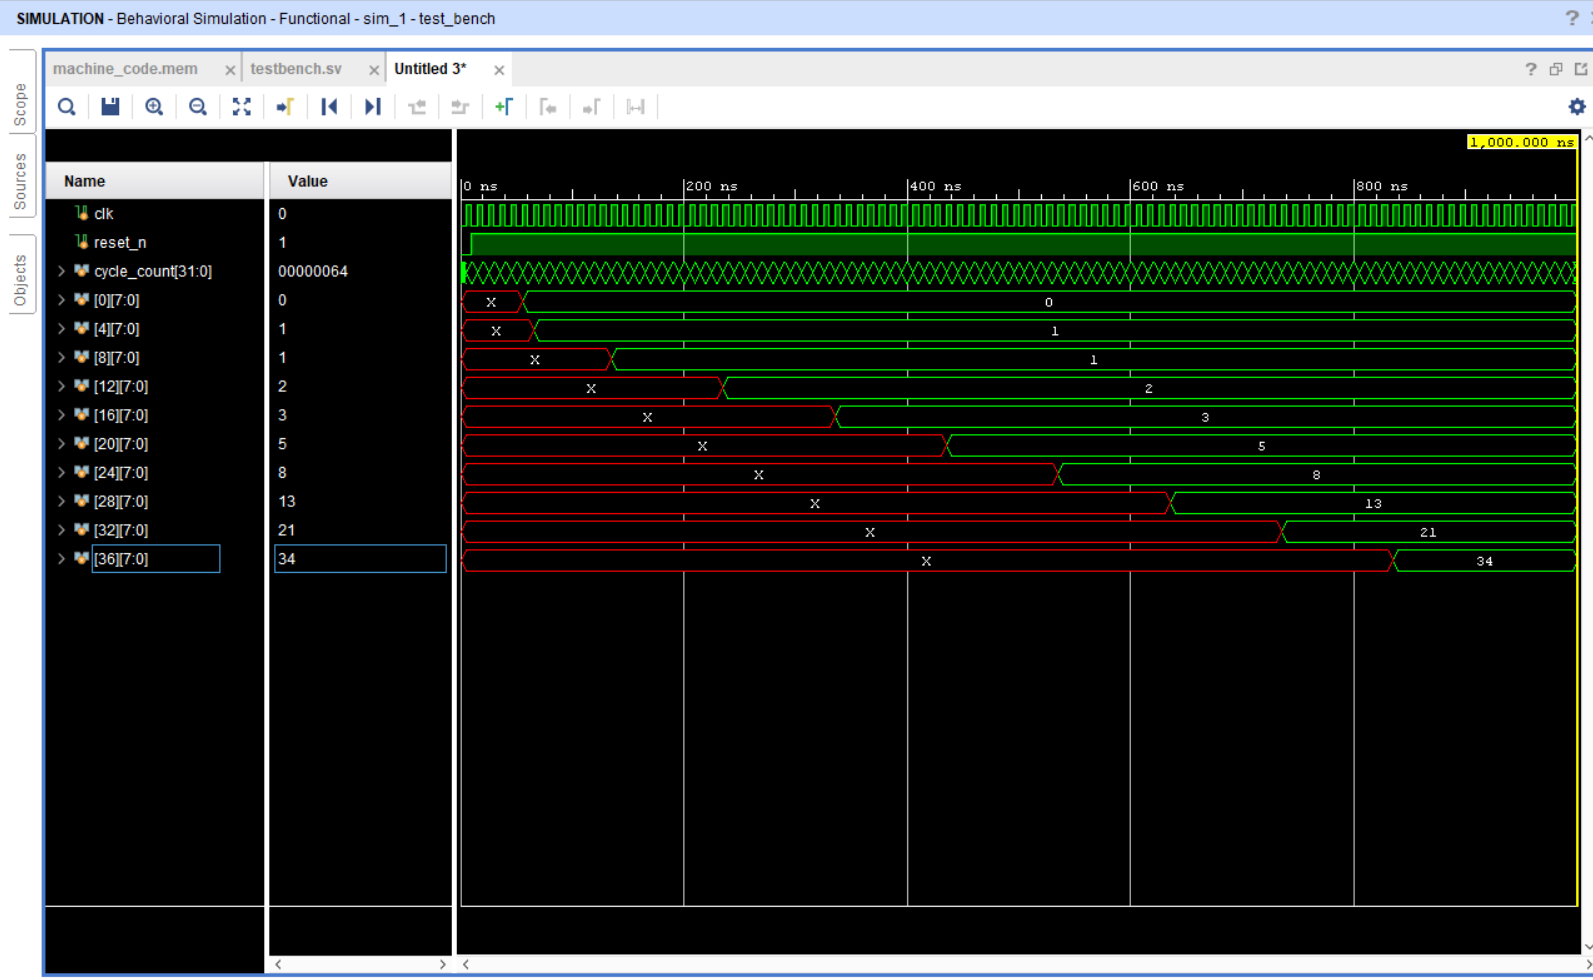 SIMULATION - Behavioral Simulation - Functional - sim_1 - test_bench
?
machine_code.mem
testbench.sv
Untitled 3*
?
Scope
Sources
Objects
1,000.000 ns
Name
Value
0 ns
200 ns
400 ns
600 ns
800 ns
clk
0
reset_n
1
cycle_count[31:0]
00000064
[0][7:0]
0
X
0
[4][7:0]
1
X
1
[8][7:0]
1
X
1
[12][7:0]
2
X
2
[16][7:0]
3
X
3
[20][7:0]
5
X
5
[24][7:0]
8
X
8
[28][7:0]
13
X
13
[32][7:0]
21
X
21
[36][7:0]
34
X
34